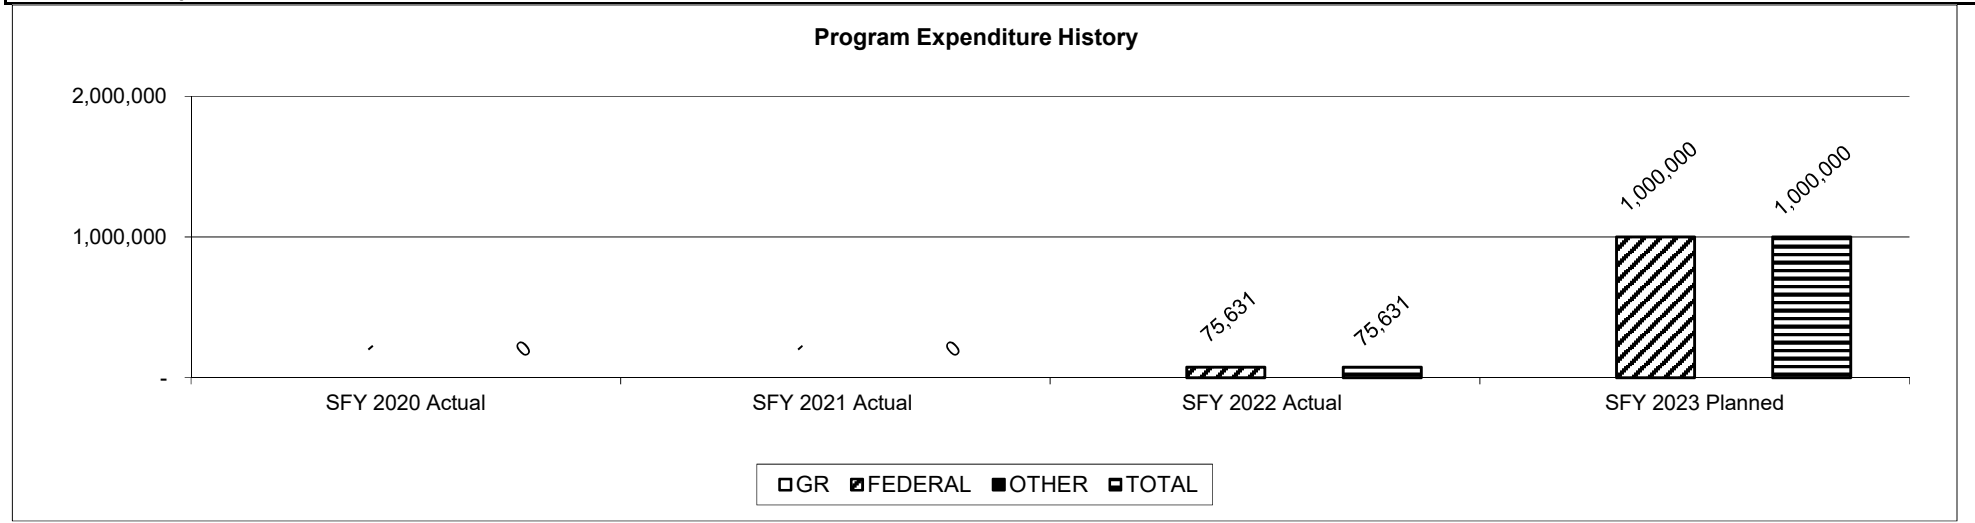 Program Expenditure History
2,000,000
1,000,000
-
- 0 - 0 75,631 75,631 1,000,000 1,000,000
SFY 2020 Actual SFY 2021 Actual SFY 2022 Actual SFY 2023 Planned
GR FEDERAL OTHER TOTAL